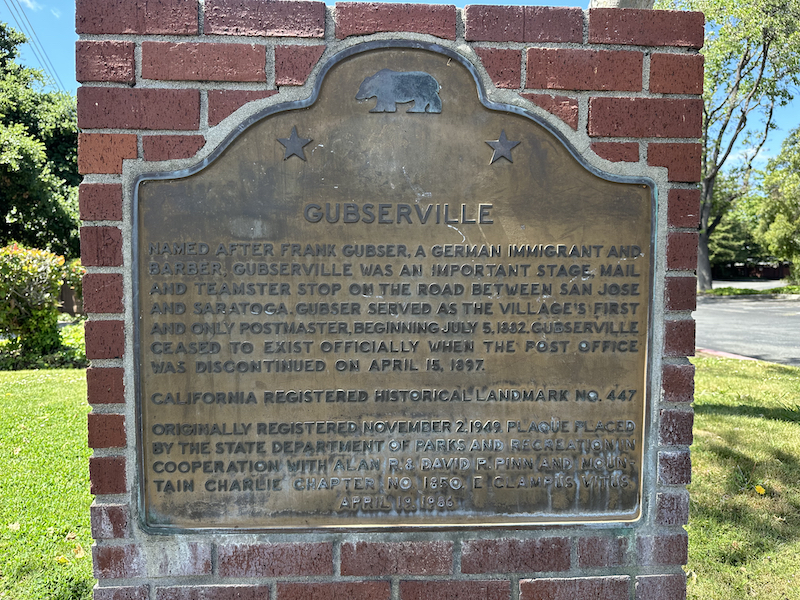 GUBSERVILLE
NAMED AFTER FRANK GUBSER, A GERMAN IMMIGRANT AND
BARBER, GUBSERVILLE WAS AN IMPORTANT STAGE, MAIL
AND TEAMSTER STOP ON THE ROAD BETWEEN SAN JOSE
AND SARATOGA. GUBSER SERVED AS THE VILLAGE'S FIRST
AND ONLY POSTMASTER, BEGINNING JULY 5, 1882. GUBSERVILLE
CEASED TO EXIST OFFICIALLY WHEN THE POST OFFICE
WAS DISCONTINUED ON APRIL 15, 1897.
CALIFORNIA REGISTERED HISTORICAL LANDMARK NO. 447
ORIGINALLY REGISTERED NOVEMBER 2, 1949. PLAQUE PLACED
BY THE STATE DEPARTMENT OF PARKS AND RECREATION IN
COOPERATION WITH ALAN P. & DAVID P. PINN AND MOUN-
TAIN CHARLIE CHAPTER, NO. 1850, E CLAMPUS VITUS,
APRIL 19, 1986